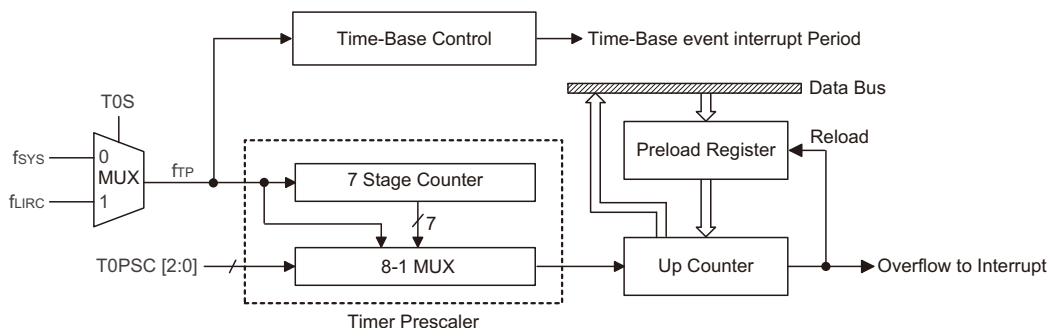 Time-Base Control
Time-Base event interrupt Period
T0S
Data Bus
fSYS
0
MUX
fTP
fLIRC
1
7 Stage Counter
7
Preload Register
Reload
T0PSC [2:0]
8-1 MUX
Up Counter
Overflow to Interrupt
Timer Prescaler